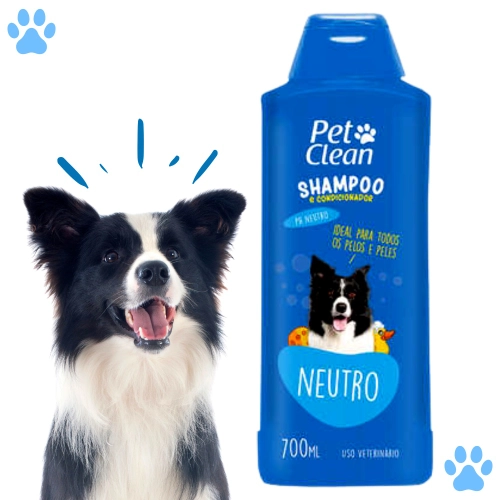 Pet
Clean
SHAMPOO
E CONDICIONADOR
PH NEUTRO
IDEAL PARA TODOS
OS PELOS E PELES
NEUTRO
700ML
USO VETERINÁRIO